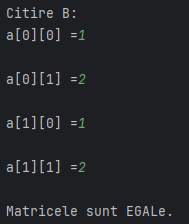 Citire B:
a[0][0] =1
a[0][1] =2
a[1][0] =1
a[1][1] =2
Matricele sunt EGALe.